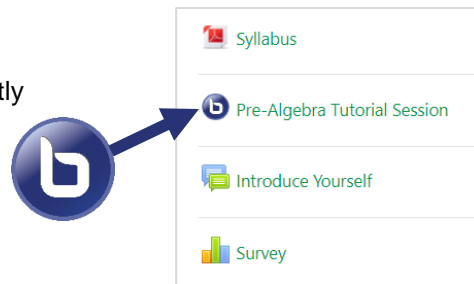 Syllabus
tly
Pre-Algebra Tutorial Session
Introduce Yourself
Survey